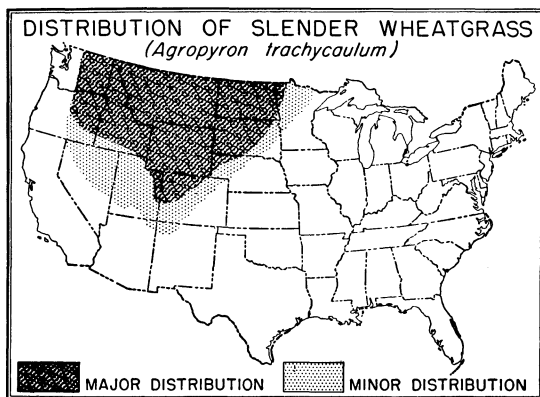 DISTRIBUTION OF SLENDER WHEATGRASS
(Agropyron trachycaulum)
MAJOR DISTRIBUTION
MINOR DISTRIBUTION